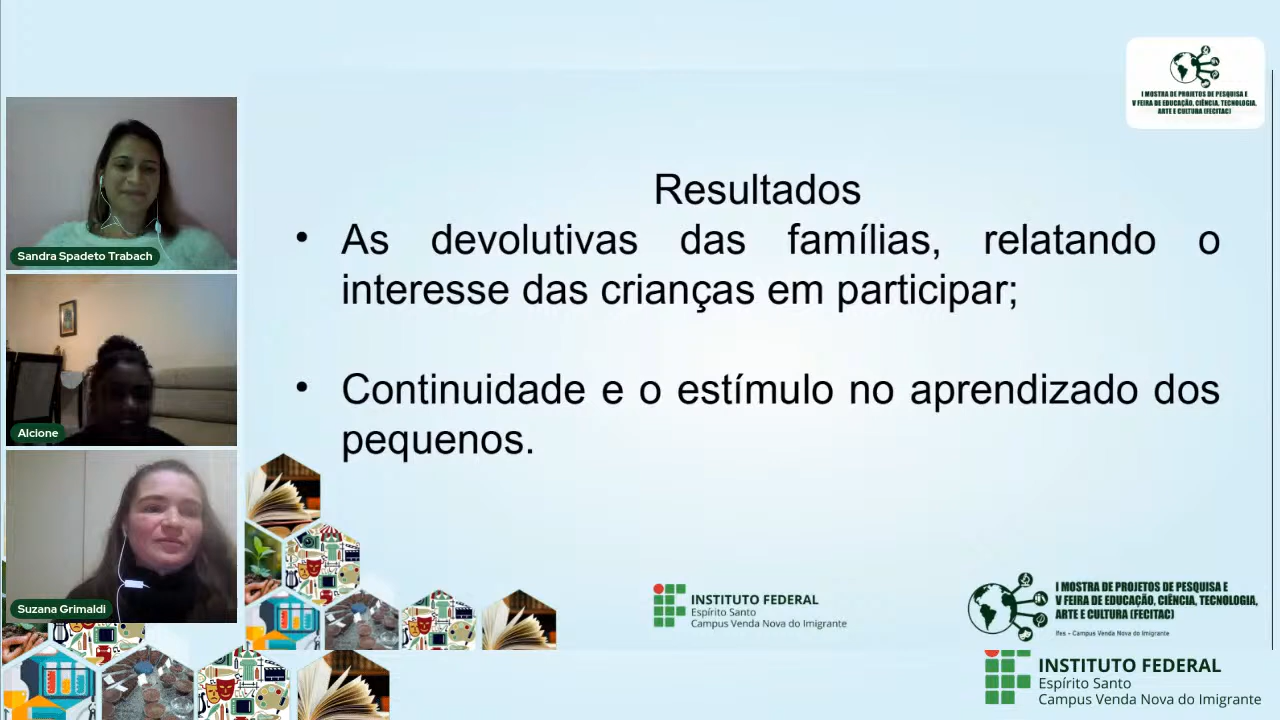 I MOSTRA DE PROJETOS DE PESQUISA E
V FEIRA DE EDUCAÇÃO, CIÊNCIA, TECNOLOGIA,
ARTE E CULTURA (FECITAC)
Sandra Spadeto Trabach
Alcione
Suzana Grimaldi
Resultados
• As devolutivas das famílias, relatando o
interesse das crianças em participar;
• Continuidade e o estímulo no aprendizado dos
pequenos.
INSTITUTO FEDERAL
Espírito Santo
Campus Venda Nova do Imigrante
I MOSTRA DE PROJETOS DE PESQUISA E
V FEIRA DE EDUCAÇÃO, CIÊNCIA, TECNOLOGIA,
ARTE E CULTURA (FECITAC)
Ifes - Campus Venda Nova do Imigrante
INSTITUTO FEDERAL
Espírito Santo
Campus Venda Nova do Imigrante